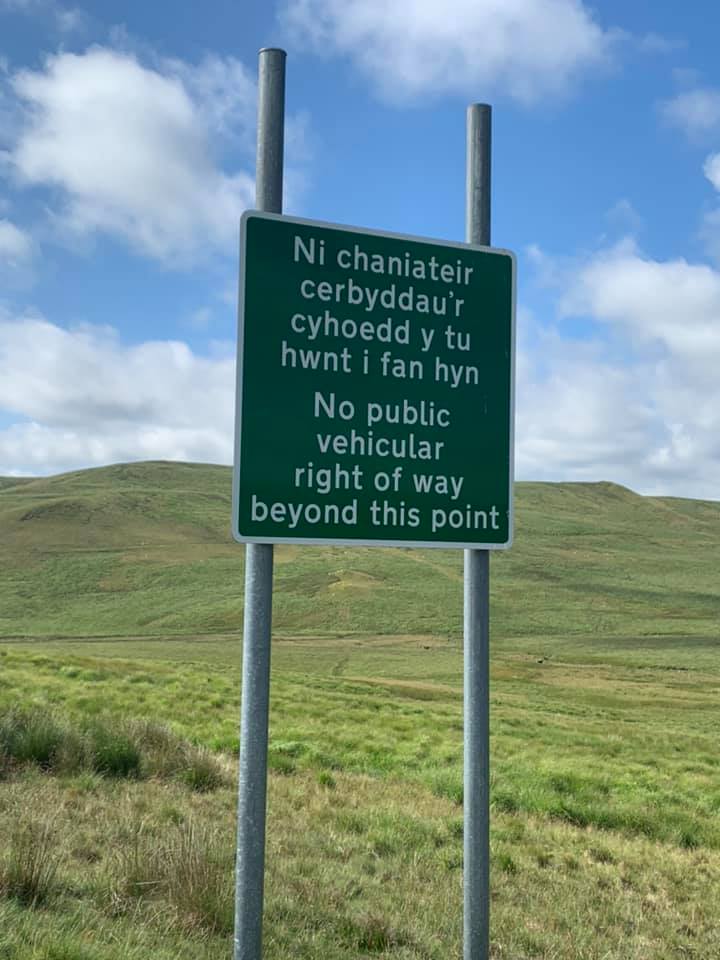 Ni chaniateir
cerbyddau'r
cyhoedd y tu
hwnt i fan hyn
No public
vehicular
right of way
beyond this point